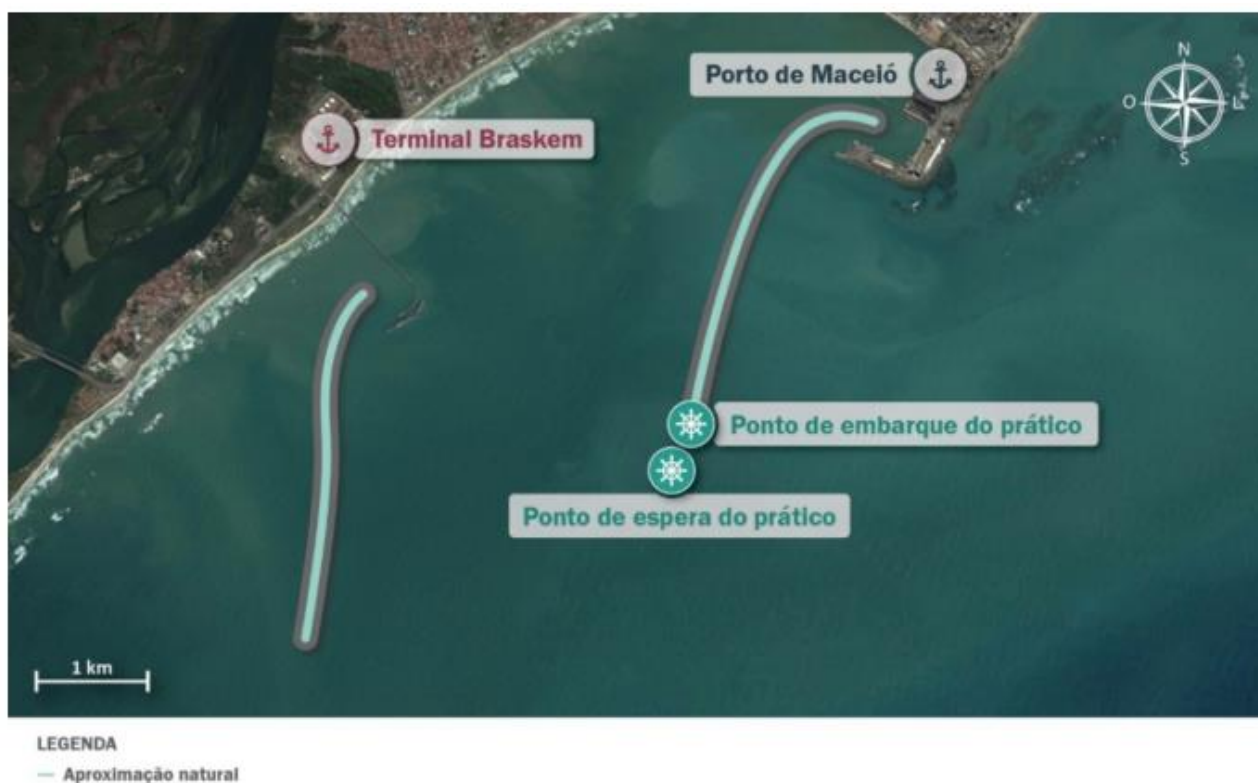 Porto de Maceió
Terminal Braskem
N
O
E
S
Ponto de embarque do prático
Ponto de espera do prático
1 km
LEGENDA
Aproximação natural